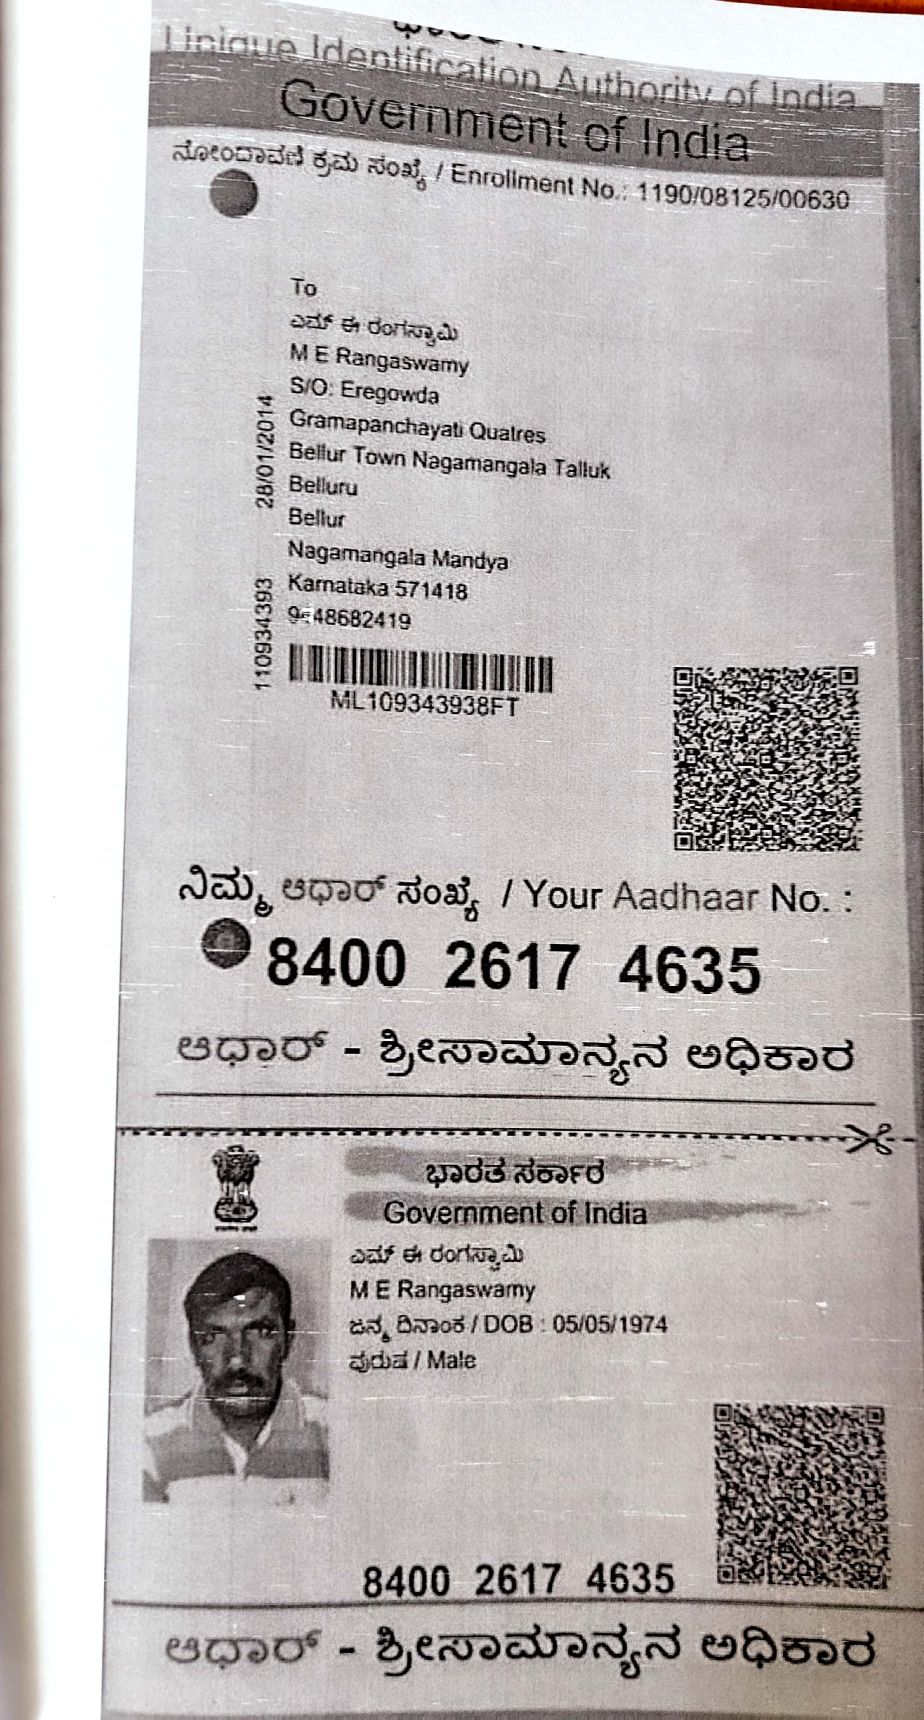 Unique Identification Authority of India
Government of India
ನೋಂದಾವಣಿ ಕ್ರಮ ಸಂಖ್ಯೆ / Enrollment No.: 1190/08125/00630
To
ಎಮ್ ಈ ರಂಗಸ್ವಾಮಿ
M E Rangaswamy
S/O: Eregowda
Gramapanchayati Quatres
Bellur Town Nagamangala Talluk
Belluru
Bellur
Nagamangala Mandya
Karnataka 571418
28/01/2014
110934393
ML109343938FT
ನಿಮ್ಮ ಆಧಾರ್ ಸಂಖ್ಯೆ / Your Aadhaar No. :
8400 2617 4635
ಆಧಾರ್ - ಶ್ರೀಸಾಮಾನ್ಯನ ಅಧಿಕಾರ
ಭಾರತ ಸರ್ಕಾರ
Government of India
ಎಮ್ ಈ ರಂಗಸ್ವಾಮಿ
M E Rangaswamy
ಜನ್ಮ ದಿನಾಂಕ / DOB : 05/05/1974
ಪುರುಷ / Male
8400 2617 4635
ಆಧಾರ್ - ಶ್ರೀಸಾಮಾನ್ಯನ ಅಧಿಕಾರ